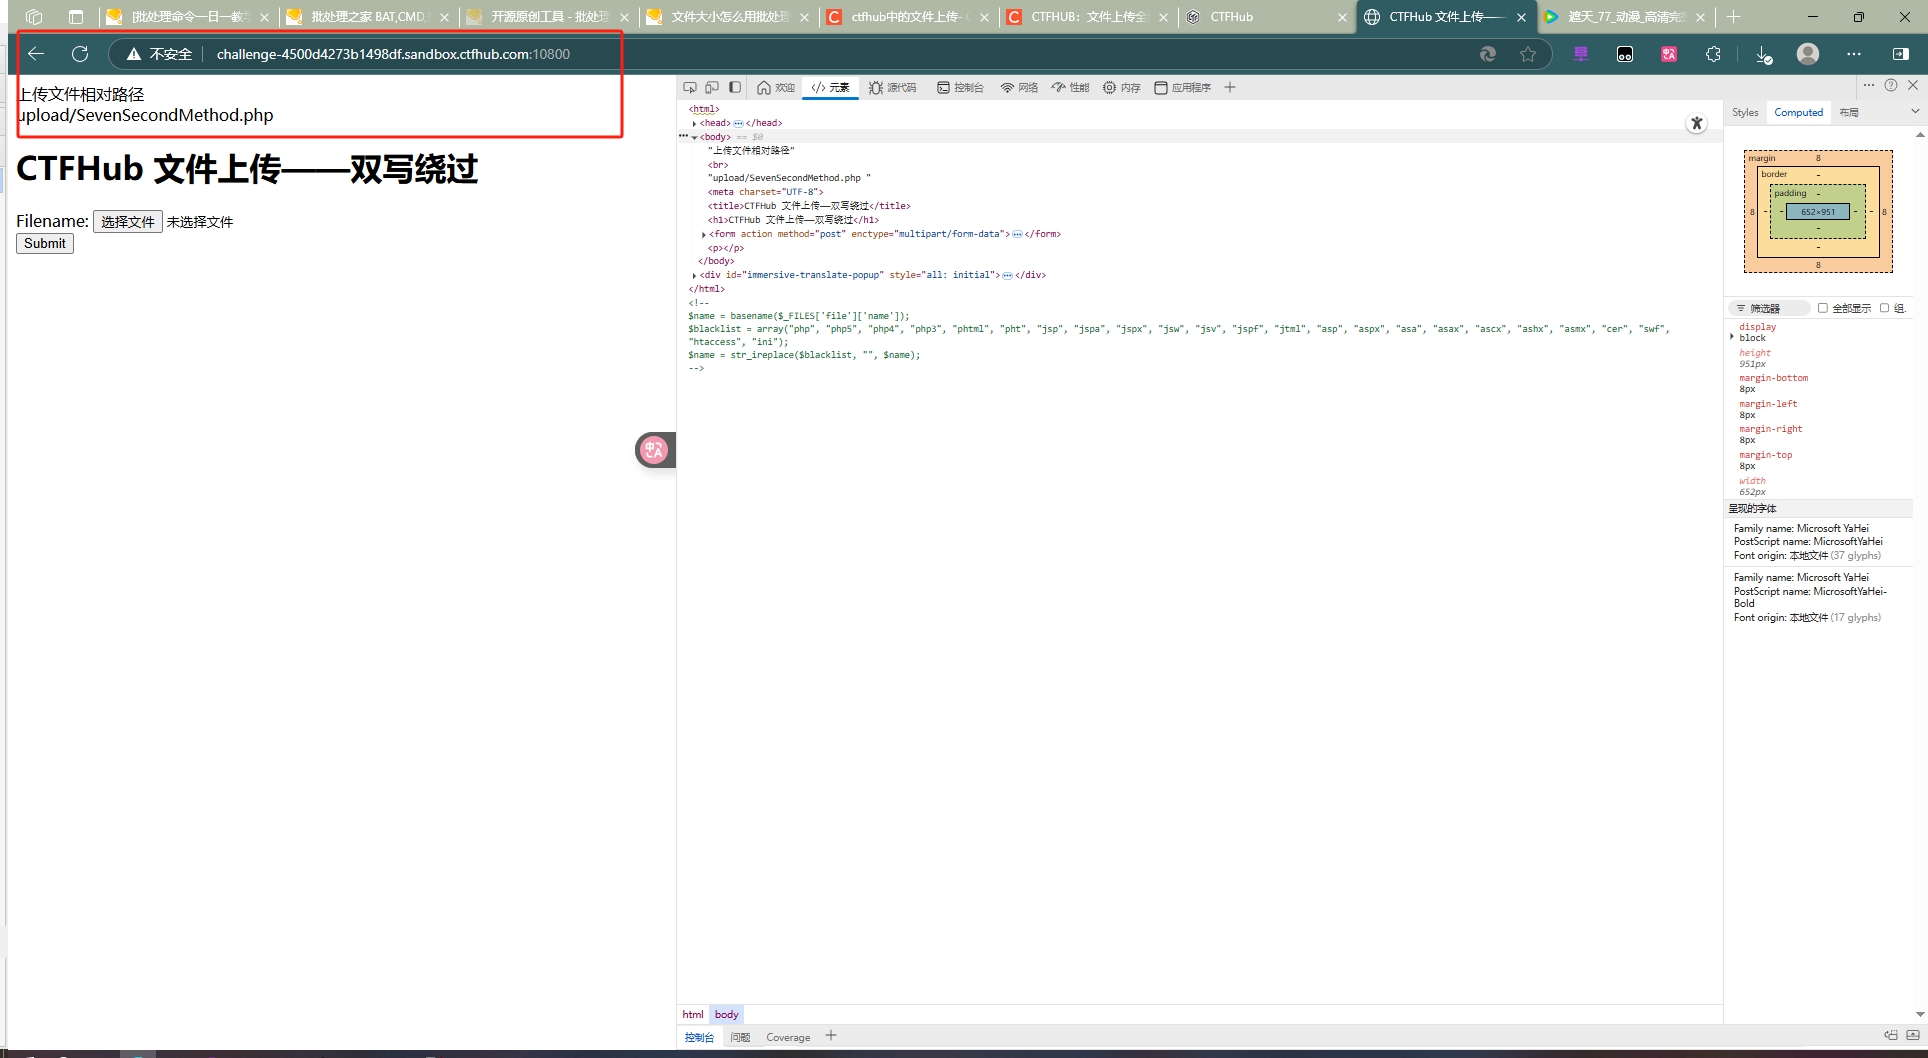 批处理命令一日一教学
批处理之家 BAT,CMD,
开源原创工具 - 批处理
文件大小怎么用批处理
ctfhub中的文件上传-
CTFHUB：文件上传全
CTFHub
CTFHub 文件上传——
遮天_77_动漫_高清完
不安全
challenge-4500d4273b1498df.sandbox.ctfhub.com:10800
上传文件相对路径
upload/SevenSecondMethod.php
CTFHub 文件上传——双写绕过
Filename: 选择文件 未选择文件
Submit
欢迎 </> 元素 源代码 控制台 网络 性能 内存 应用程序
<html>
<head> ••• </head>
<body> == $0
"上传文件相对路径"
<br>
"upload/SevenSecondMethod.php "
<meta charset="UTF-8">
<title>CTFHub 文件上传—双写绕过</title>
<h1>CTFHub 文件上传—双写绕过</h1>
<form action method="post" enctype="multipart/form-data"> ••• </form>
<p></p>
</body>
<div id="immersive-translate-popup" style="all: initial"> ••• </div>
</html>
<!--
$name = basename($_FILES['file']['name']);
$blacklist = array("php", "php5", "php4", "php3", "phtml", "pht", "jsp", "jspa", "jspx", "jsw", "jsv", "jspf", "jtml", "asp", "aspx", "asa", "asax", "ascx", "ashx", "asmx", "cer", "swf",
"htaccess", "ini");
$name = str_ireplace($blacklist, "", $name);
-->
html body
控制台 问题 Coverage
Styles Computed 布局
margin 8
border -
padding -
8 - - 652×951 - - 8
-
-
8
筛选器 全部显示 组.
display
block
height
951px
margin-bottom
8px
margin-left
8px
margin-right
8px
margin-top
8px
width
652px
呈现的字体
Family name: Microsoft YaHei
PostScript name: MicrosoftYaHei
Font origin: 本地文件 (37 glyphs)
Family name: Microsoft YaHei
PostScript name: MicrosoftYaHei-
Bold
Font origin: 本地文件 (17 glyphs)